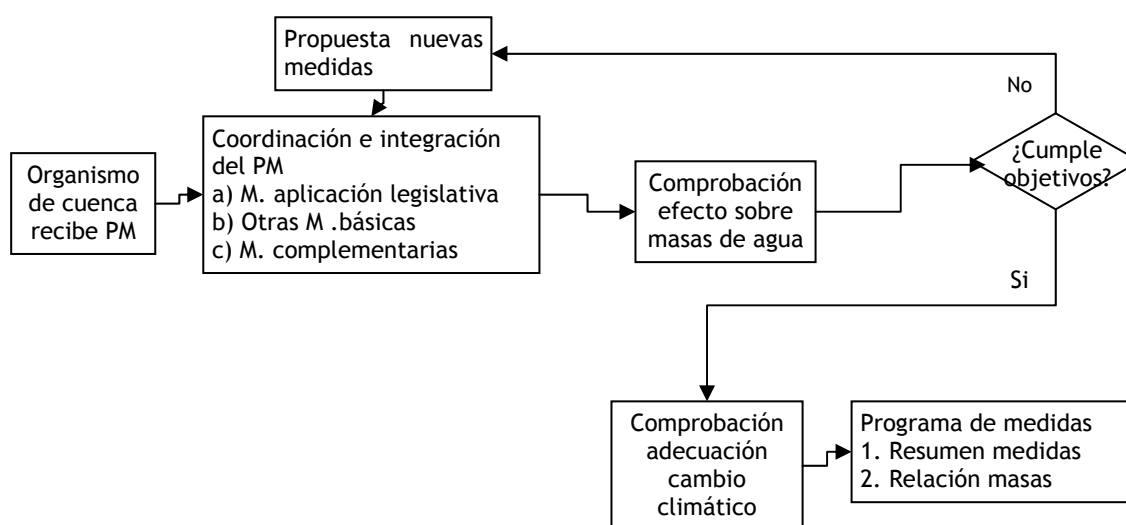 Propuesta nuevas
medidas
No
Organismo
de cuenca
recibe PM
Coordinación e integración
del PM
a) M. aplicación legislativa
b) Otras M .básicas
c) M. complementarias
Comprobación
efecto sobre
masas de agua
¿Cumple
objetivos?
Si
Comprobación
adecuación
cambio
climático
Programa de medidas
1. Resumen medidas
2. Relación masas